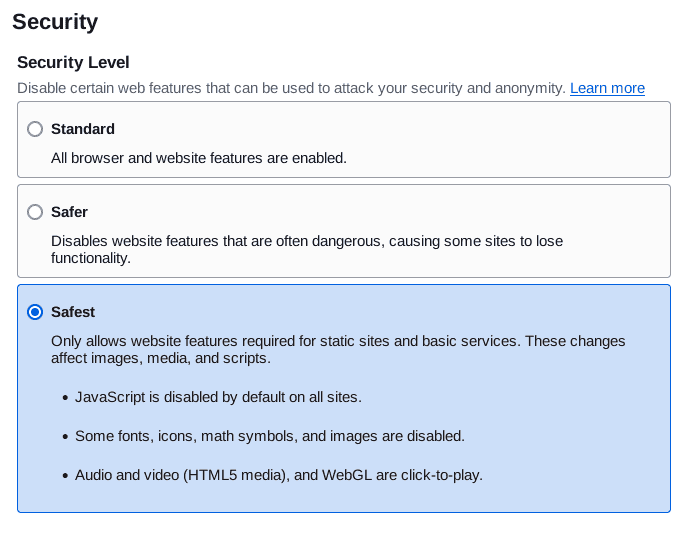 Security
Security Level
Disable certain web features that can be used to attack your security and anonymity. Learn more
Standard
All browser and website features are enabled.
Safer
Disables website features that are often dangerous, causing some sites to lose
functionality.
Safest
Only allows website features required for static sites and basic services. These changes
affect images, media, and scripts.
• JavaScript is disabled by default on all sites.
• Some fonts, icons, math symbols, and images are disabled.
• Audio and video (HTML5 media), and WebGL are click-to-play.